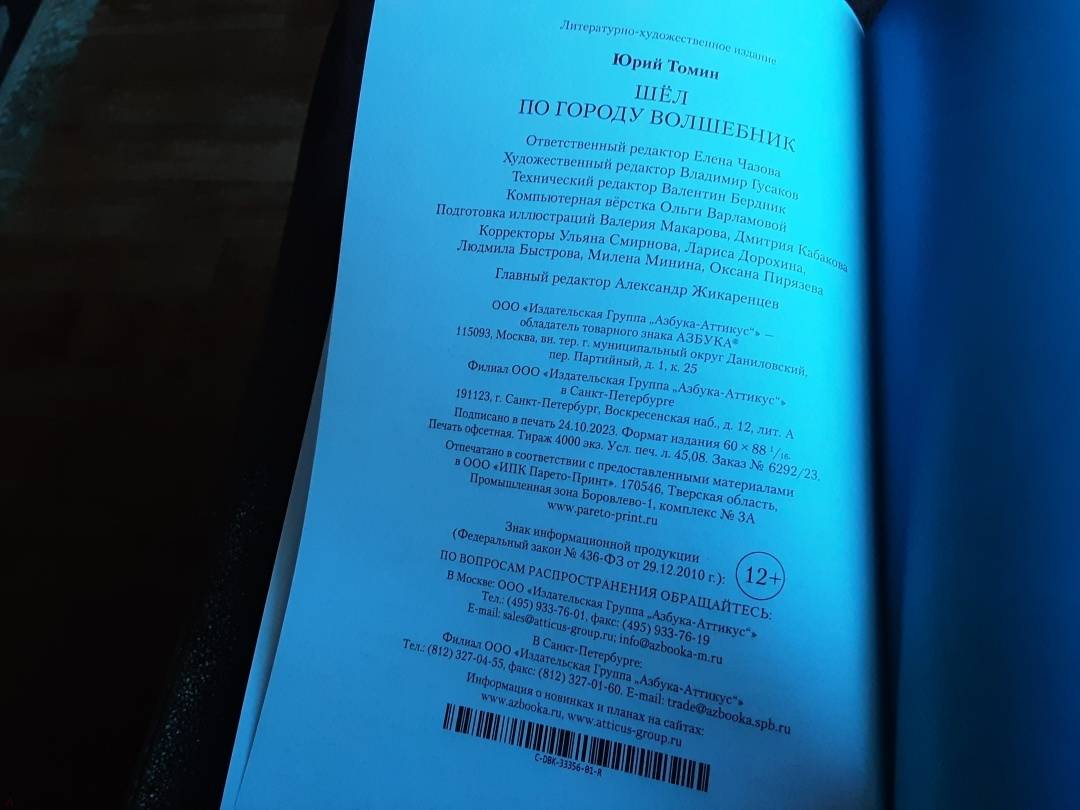 Литературно-художественное издание
Юрий Томин
ШЁЛ
ПО ГОРОДУ ВОЛШЕБНИК
Ответственный редактор Елена Чазова
Художественный редактор Владимир Гусаков
Технический редактор Валентин Бердник
Компьютерная вёрстка Ольги Варламовой
Подготовка иллюстраций Валерия Макарова, Дмитрия Кабакова
Корректоры Ульяна Смирнова, Лариса Дорохина,
Людмила Быстрова, Милена Минина, Оксана Пирязева
Главный редактор Александр Жикаренцев
ООО «Издательская Группа „Азбука-Аттикус“» —
обладатель товарного знака АЗБУКА®
115093, Москва, вн. тер. г. муниципальный округ Даниловский,
пер. Партийный, д. 1, к. 25
Филиал ООО «Издательская Группа „Азбука-Аттикус“»
в Санкт-Петербурге
191123, г. Санкт-Петербург, Воскресенская наб., д. 12, лит. А
Подписано в печать 24.10.2023. Формат издания 60 × 88 1/16.
Печать офсетная. Тираж 4000 экз. Усл. печ. л. 45,08. Заказ № 6292/23.
Отпечатано в соответствии с предоставленными материалами
в ООО «ИПК Парето-Принт». 170546, Тверская область,
Промышленная зона Боровлево-1, комплекс № 3А
www.pareto-print.ru
Знак информационной продукции
(Федеральный закон № 436-ФЗ от 29.12.2010 г.): 12+
ПО ВОПРОСАМ РАСПРОСТРАНЕНИЯ ОБРАЩАЙТЕСЬ:
В Москве: ООО «Издательская Группа „Азбука-Аттикус“»
Тел.: (495) 933-76-01, факс: (495) 933-76-19
E-mail: sales@atticus-group.ru; info@azbooka-m.ru
В Санкт-Петербурге:
Филиал ООО «Издательская Группа „Азбука-Аттикус“»
Тел.: (812) 327-04-55, факс: (812) 327-01-60. E-mail: trade@azbooka.spb.ru
Информация о новинках и планах на сайтах:
www.azbooka.ru, www.atticus-group.ru
C-DBK-33356-01-R